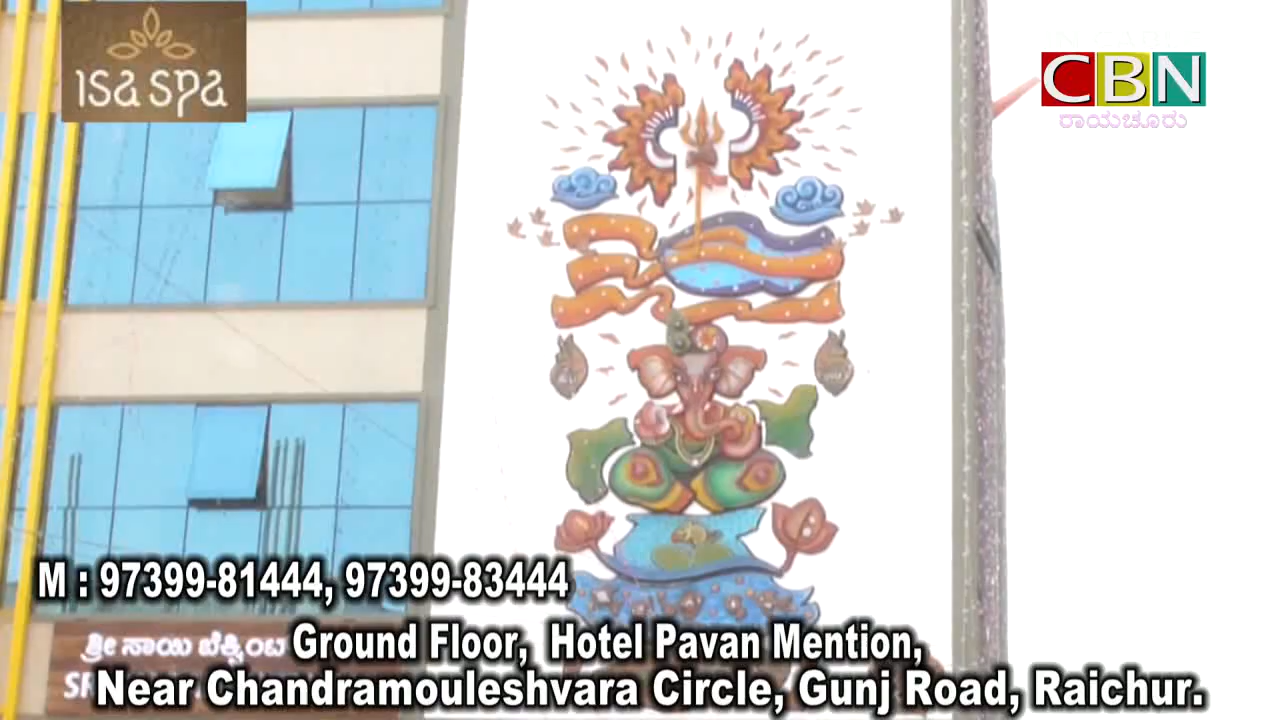 ISA SPA
CBN
ರಾಯಚೂರು
M : 97399-81444, 97399-83444
ಶ್ರೀ ಸಾಯಿ
Ground Floor, Hotel Pavan Mention,
Near Chandramouleshvara Circle, Gunj Road, Raichur.